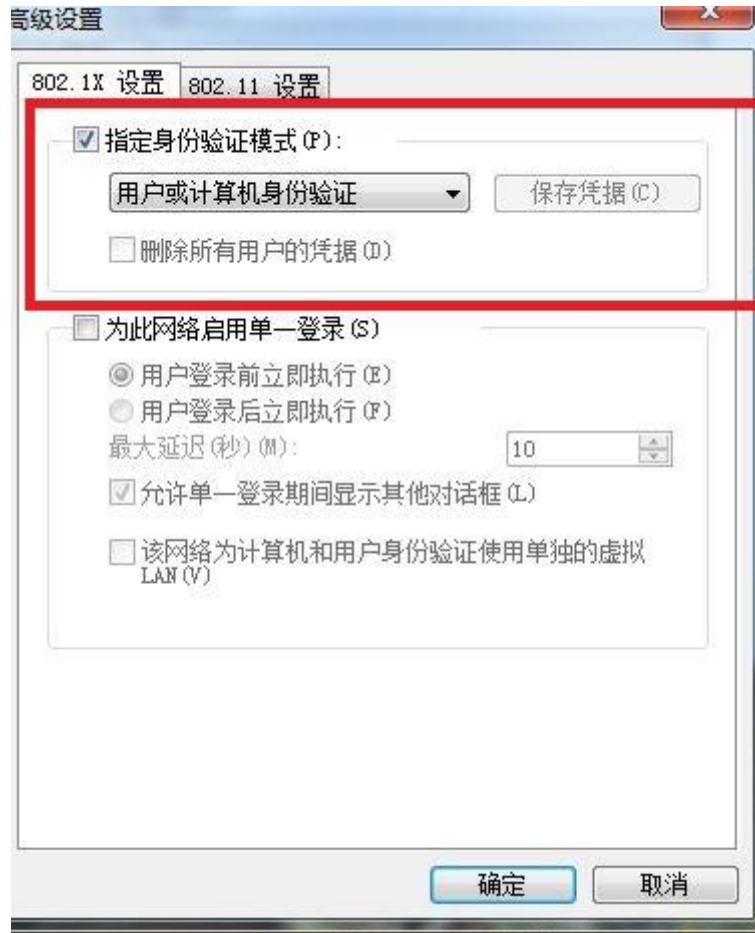 高级设置
802.1X 设置
802.11 设置
指定身份验证模式(P):
用户或计算机身份验证
保存凭据(C)
删除所有用户的凭据(D)
为此网络启用单一登录(S)
用户登录前立即执行(E)
用户登录后立即执行(F)
最大延迟(秒)(M):
10
允许单一登录期间显示其他对话框(L)
该网络为计算机和用户身份验证使用单独的虚拟
LAN(V)
确定
取消